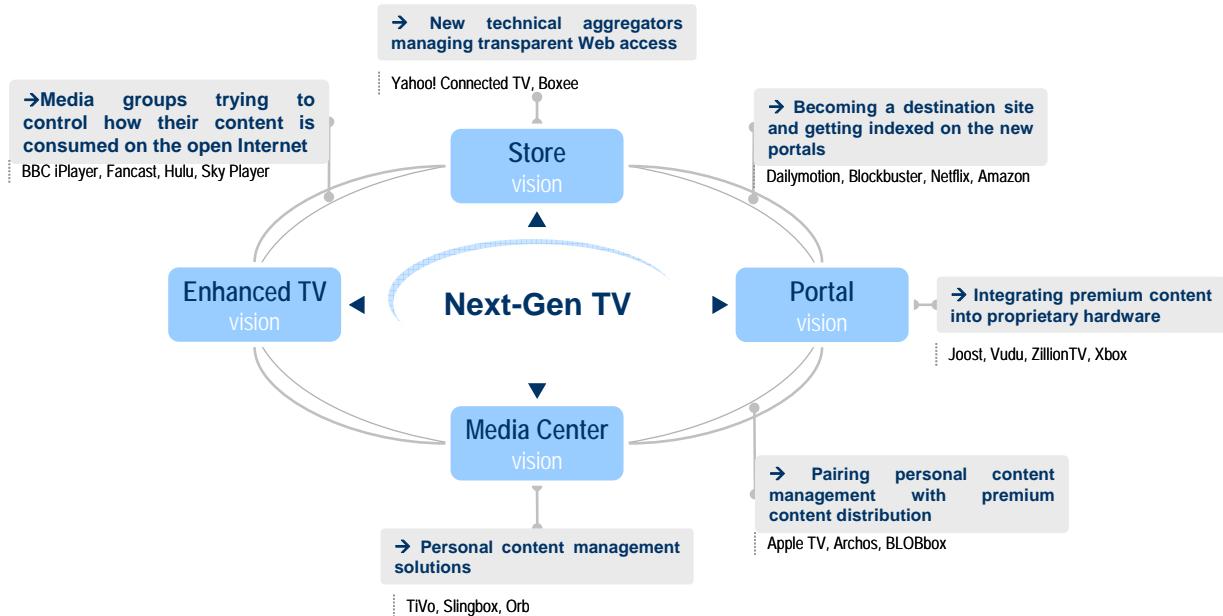 → New technical aggregators
managing transparent Web access
Yahoo! Connected TV, Boxee
→Media groups trying to
control how their content is
consumed on the open Internet
BBC iPlayer, Fancast, Hulu, Sky Player
→ Becoming a destination site
and getting indexed on the new
portals
Dailymotion, Blockbuster, Netflix, Amazon
Store
vision
Enhanced TV
vision
Next-Gen TV
Portal
vision
→ Integrating premium content
into proprietary hardware
Joost, Vudu, ZillionTV, Xbox
Media Center
vision
→ Pairing personal content
management with premium
content distribution
Apple TV, Archos, BLOBbox
→ Personal content management
solutions
TiVo, Slingbox, Orb